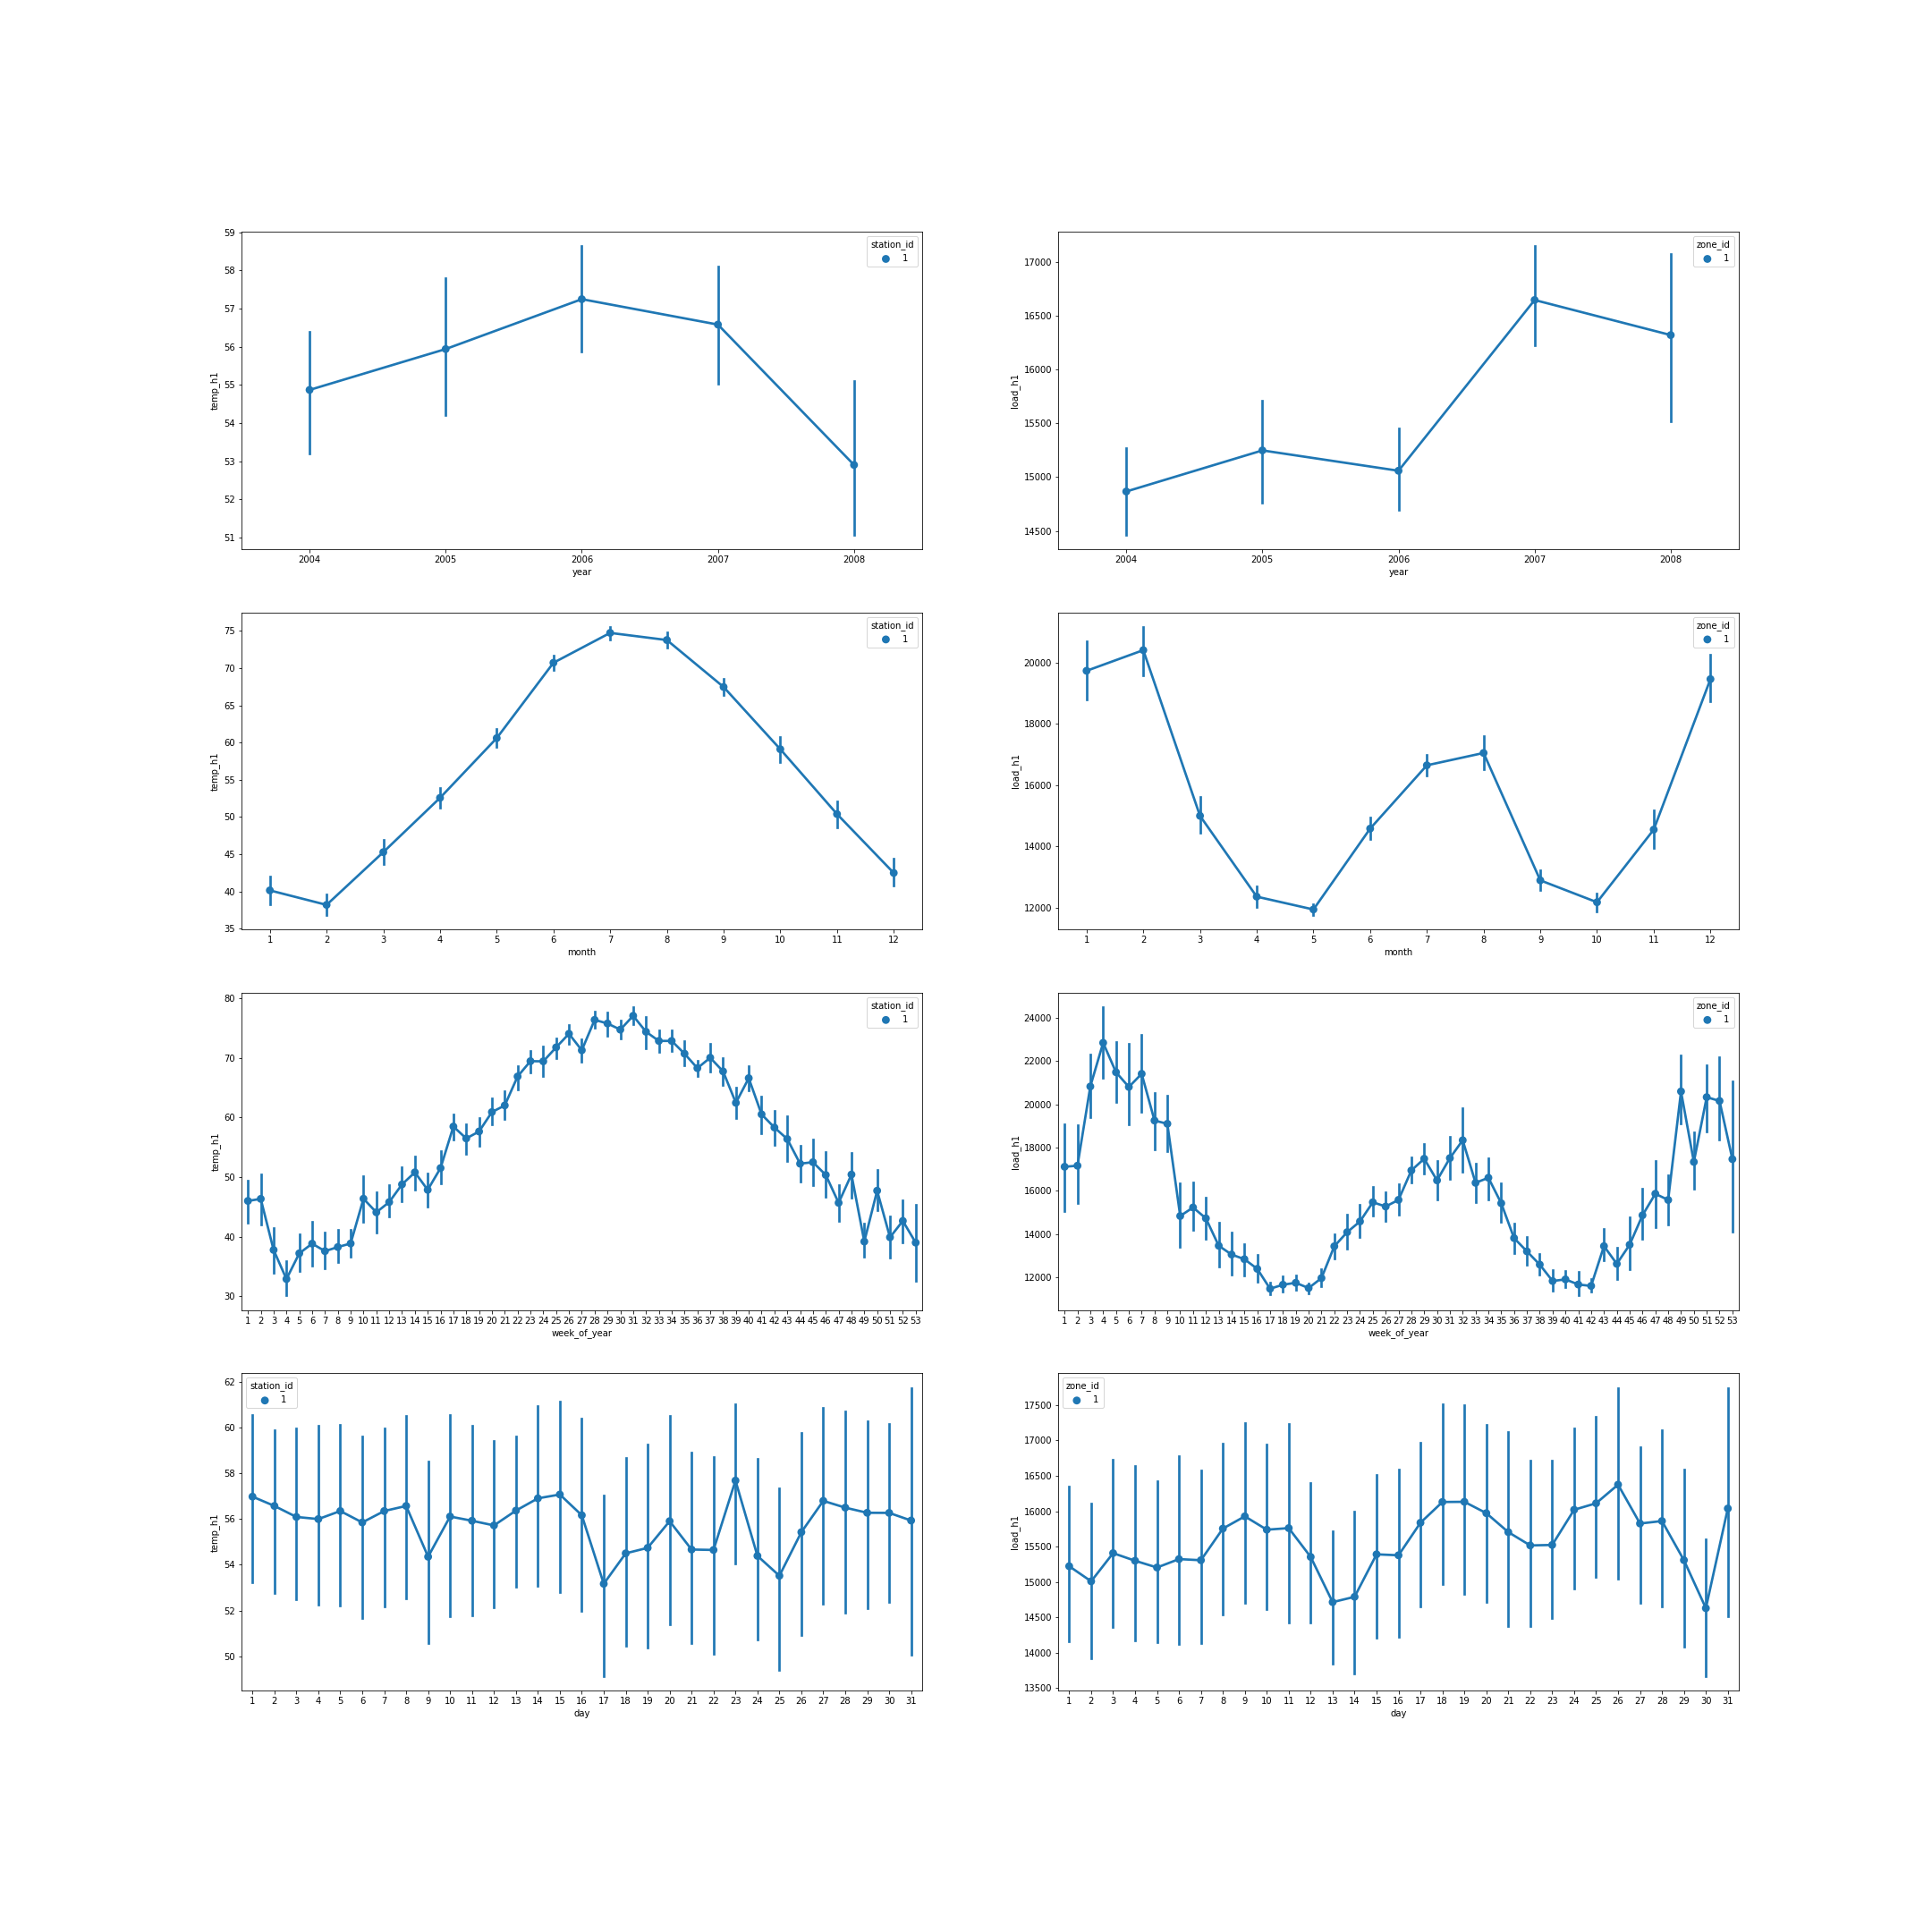 station_id
1
temp_h1
59
58
57
56
55
54
53
52
51
2004 2005 2006 2007 2008
year
zone_id
1
load_h1
17000
16500
16000
15500
15000
14500
2004 2005 2006 2007 2008
year
station_id
1
temp_h1
75
70
65
60
55
50
45
40
35
1 2 3 4 5 6 7 8 9 10 11 12
month
zone_id
1
load_h1
20000
18000
16000
14000
12000
1 2 3 4 5 6 7 8 9 10 11 12
month
station_id
1
temp_h1
80
70
60
50
40
30
1 2 3 4 5 6 7 8 9 10 11 12 13 14 15 16 17 18 19 20 21 22 23 24 25 26 27 28 29 30 31 32 33 34 35 36 37 38 39 40 41 42 43 44 45 46 47 48 49 50 51 52 53
week_of_year
zone_id
1
load_h1
24000
22000
20000
18000
16000
14000
12000
1 2 3 4 5 6 7 8 9 10 11 12 13 14 15 16 17 18 19 20 21 22 23 24 25 26 27 28 29 30 31 32 33 34 35 36 37 38 39 40 41 42 43 44 45 46 47 48 49 50 51 52 53
week_of_year
station_id
1
temp_h1
62
60
58
56
54
52
50
1 2 3 4 5 6 7 8 9 10 11 12 13 14 15 16 17 18 19 20 21 22 23 24 25 26 27 28 29 30 31
day
zone_id
1
load_h1
17500
17000
16500
16000
15500
15000
14500
14000
13500
1 2 3 4 5 6 7 8 9 10 11 12 13 14 15 16 17 18 19 20 21 22 23 24 25 26 27 28 29 30 31
day